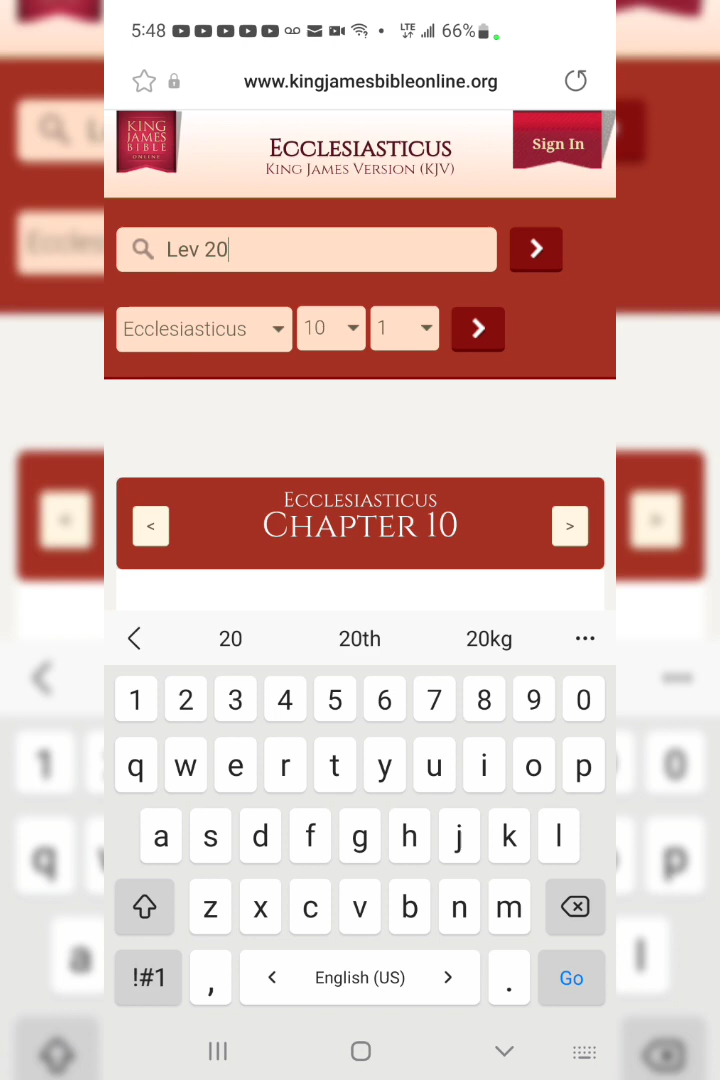 5:48
LTE
66%
www.kingjamesbibleonline.org
KING
JAMES
BIBLE
ONLINE
ECCLESIASTICUS
KING JAMES VERSION (KJV)
Sign In
Lev 20
Ecclesiasticus 10 1
ECCLESIASTICUS
< CHAPTER 10 >
20 20th 20kg ...
1 2 3 4 5 6 7 8 9 0
q w e r t y u i o p
a s d f g h j k l
z x c v b n m
!#1 , < English (US) > . Go